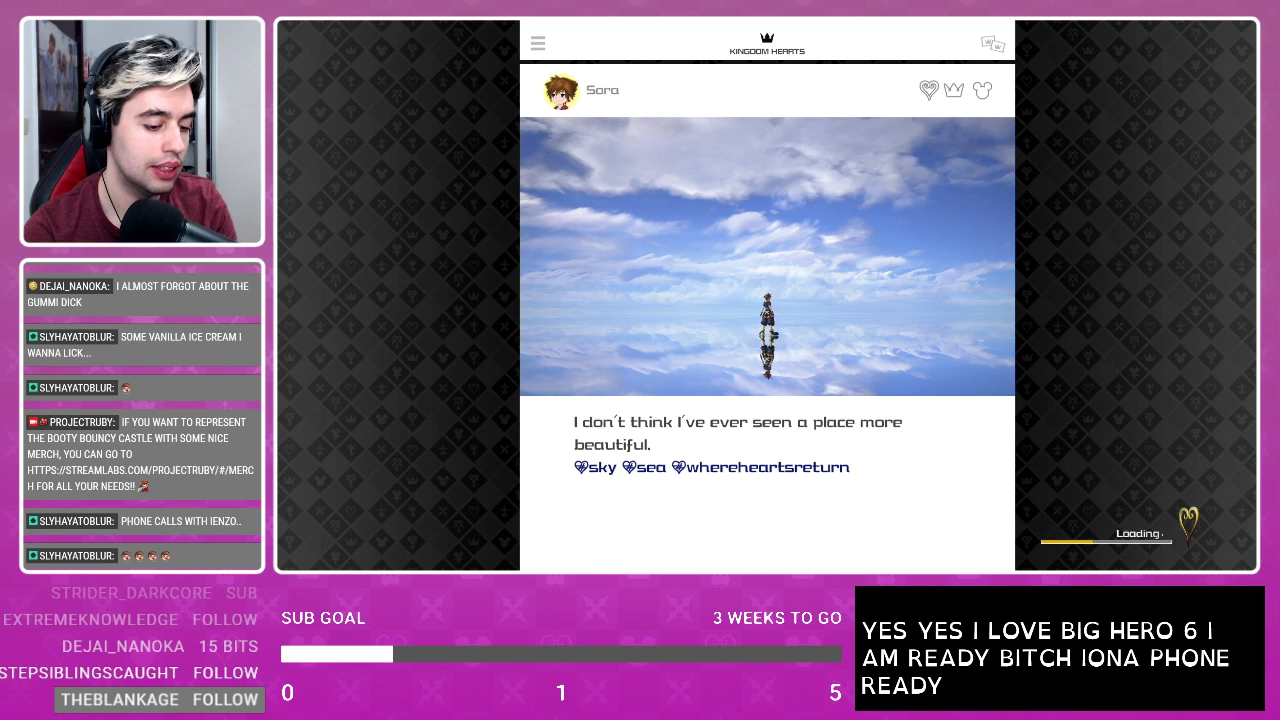 KINGDOM HEARTS
Sora
I don't think I've ever seen a place more
beautiful.
sky sea whereheartsreturn
Loading.
DEJAI_NANOKA: I ALMOST FORGOT ABOUT THE
GUMMI DICK
SLYHAYATOBLUR: SOME VANILLA ICE CREAM I
WANNA LICK...
SLYHAYATOBLUR:
PROJECTRUBY: IF YOU WANT TO REPRESENT
THE BOOTY BOUNCY CASTLE WITH SOME NICE
MERCH, YOU CAN GO TO
HTTPS://STREAMLABS.COM/PROJECTRUBY/#/MERC
H FOR ALL YOUR NEEDS!!
SLYHAYATOBLUR: PHONE CALLS WITH IENZO..
SLYHAYATOBLUR:
STRIDER_DARKCORE SUB
EXTREMEKNOWLEDGE FOLLOW
DEJAI_NANOKA 15 BITS
STEPSIBLINGSCAUGHT FOLLOW
THEBLANKAGE FOLLOW
SUB GOAL 3 WEEKS TO GO
0 1 5
YES YES I LOVE BIG HERO 6 I
AM READY BITCH IONA PHONE
READY